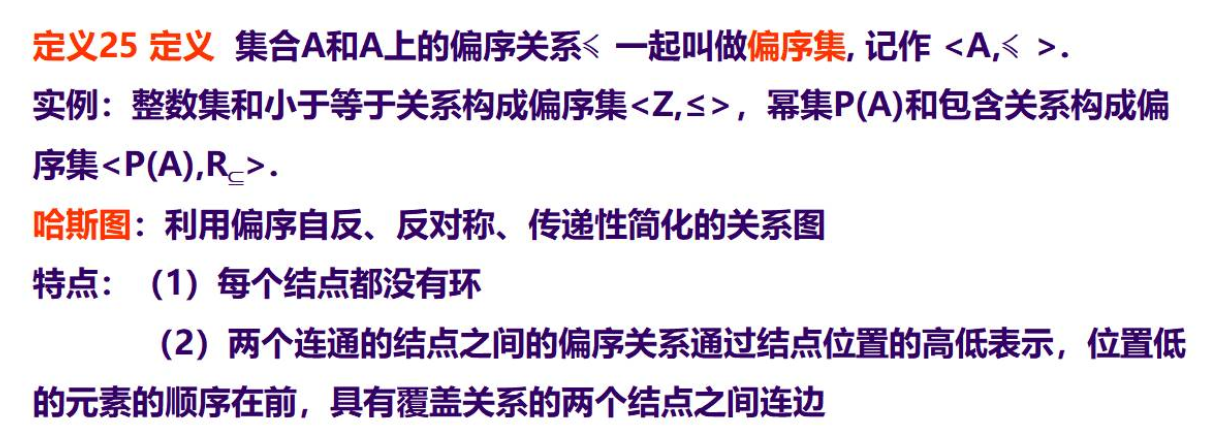 定义25 定义 集合A和A上的偏序关系≼ 一起叫做偏序集, 记作 <A,≼ >.
实例：整数集和小于等于关系构成偏序集<Z,≤>，幂集P(A)和包含关系构成偏
序集<P(A),R⊆>.
哈斯图：利用偏序自反、反对称、传递性简化的关系图
特点：（1）每个结点都没有环
（2）两个连通的结点之间的偏序关系通过结点位置的高低表示，位置低
的元素的顺序在前，具有覆盖关系的两个结点之间连边